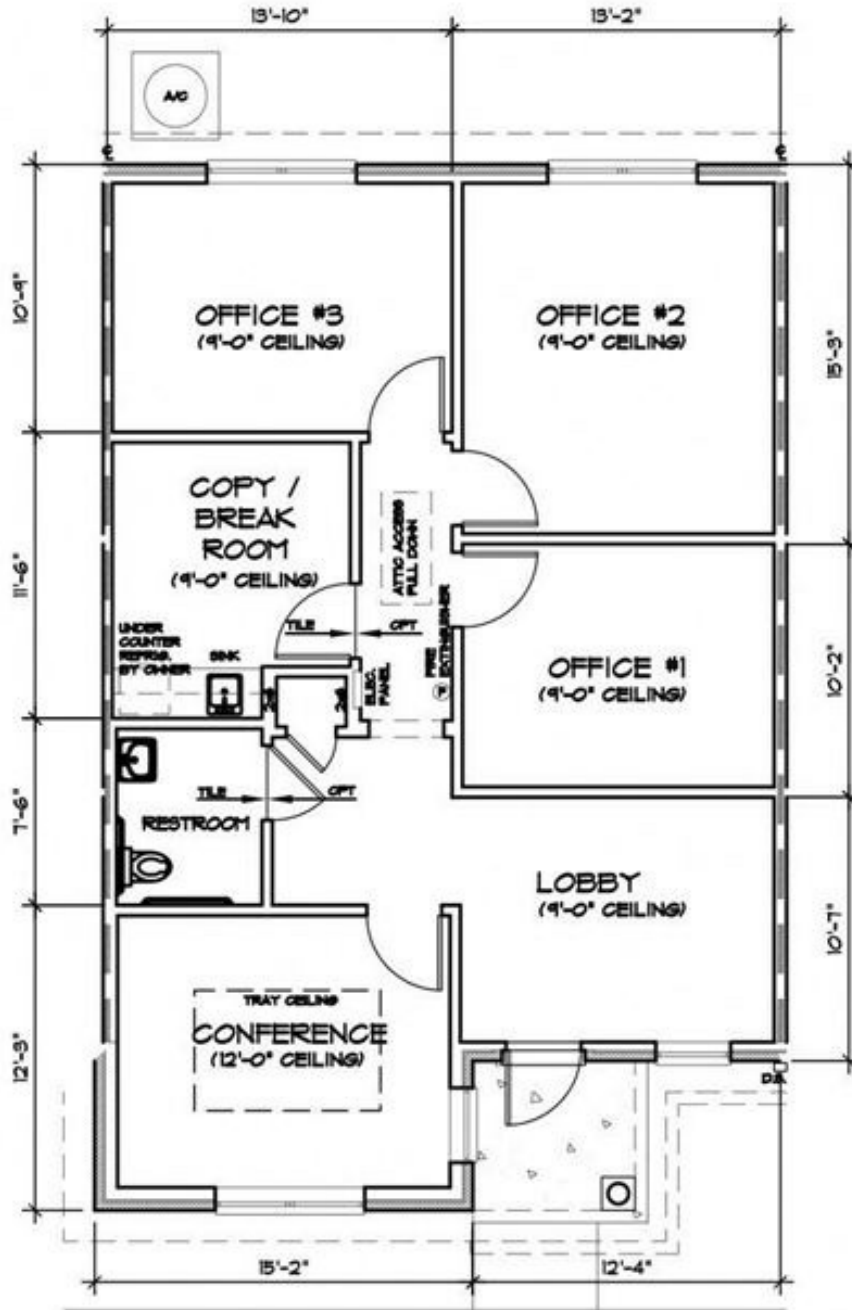 13'-10"
13'-2"
A/C
10'-9"
OFFICE #3
(9'-0" CEILING)
OFFICE #2
(9'-0" CEILING)
15'-3"
COPY /
BREAK
ROOM
(9'-0" CEILING)
ATTIC ACCESS
PULL DOWN
11'-6"
UNDER
COUNTER
REFRIG.
BY OWNER
SINK
TILE
CPT
FIRE
EXTINGUISHER
ELEC.
PANEL
OFFICE #1
(9'-0" CEILING)
10'-2"
7'-6"
TILE
CPT
RESTROOM
LOBBY
(9'-0" CEILING)
10'-7"
TRAY CEILING
CONFERENCE
(12'-0" CEILING)
12'-3"
15'-2"
12'-4"